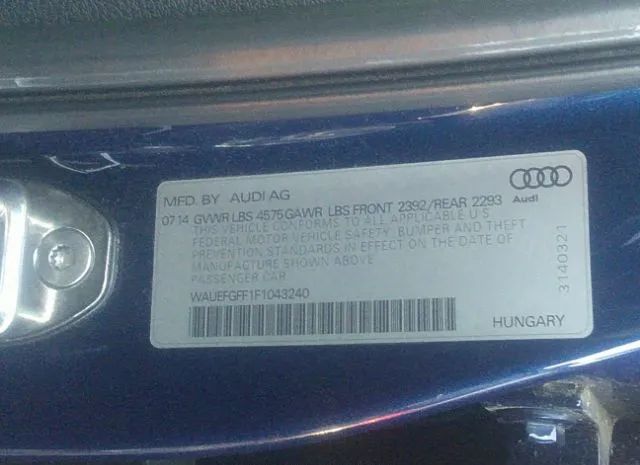 MFD. BY AUDI AG
07 14 GVWR LBS 4575 GAWR LBS FRONT 2392/REAR 2293
THIS VEHICLE CONFORMS TO ALL APPLICABLE U.S
FEDERAL MOTOR VEHICLE SAFETY, BUMPER AND THEFT
PREVENTION STANDARDS IN EFFECT ON THE DATE OF
MANUFACTURE SHOWN ABOVE
PASSENGER CAR
WAUEFGFF1F1043240
Audi
3140321
HUNGARY